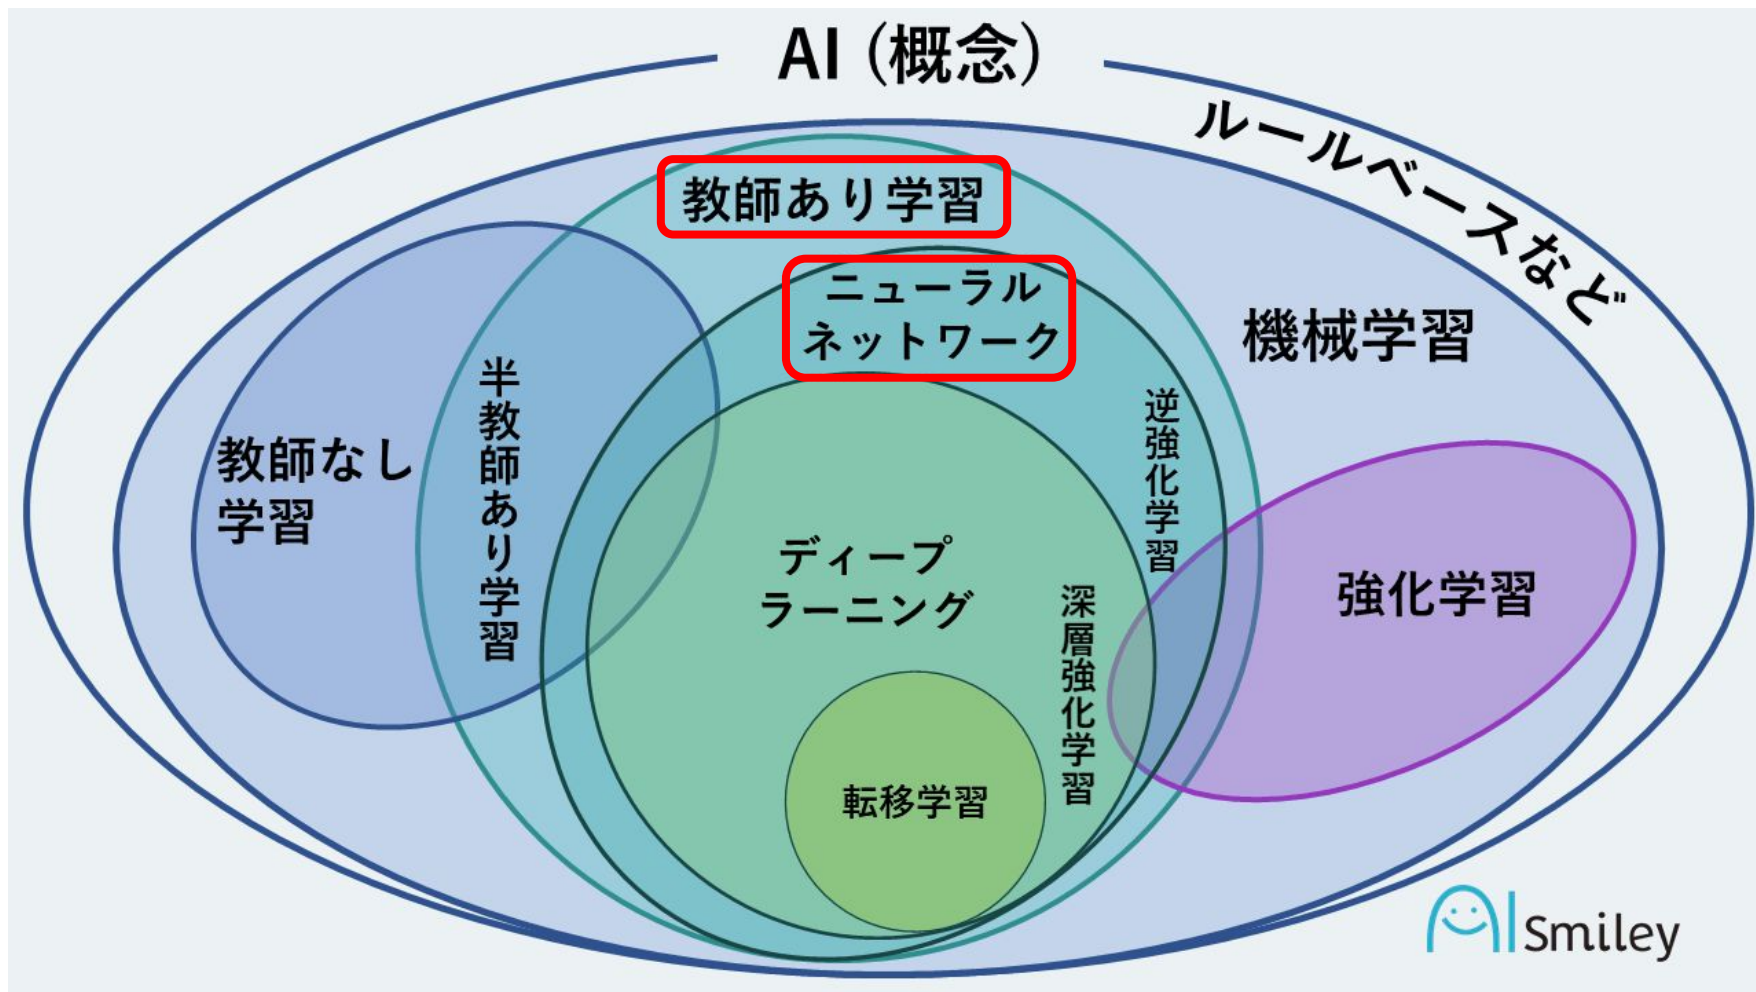 AI (概念)
ルールベースなど
教師あり学習
ニューラル
ネットワーク
機械学習
半教師あり学習
逆強化学習
教師なし
学習
ディープ
ラーニング
深層強化学習
強化学習
転移学習
AI Smiley